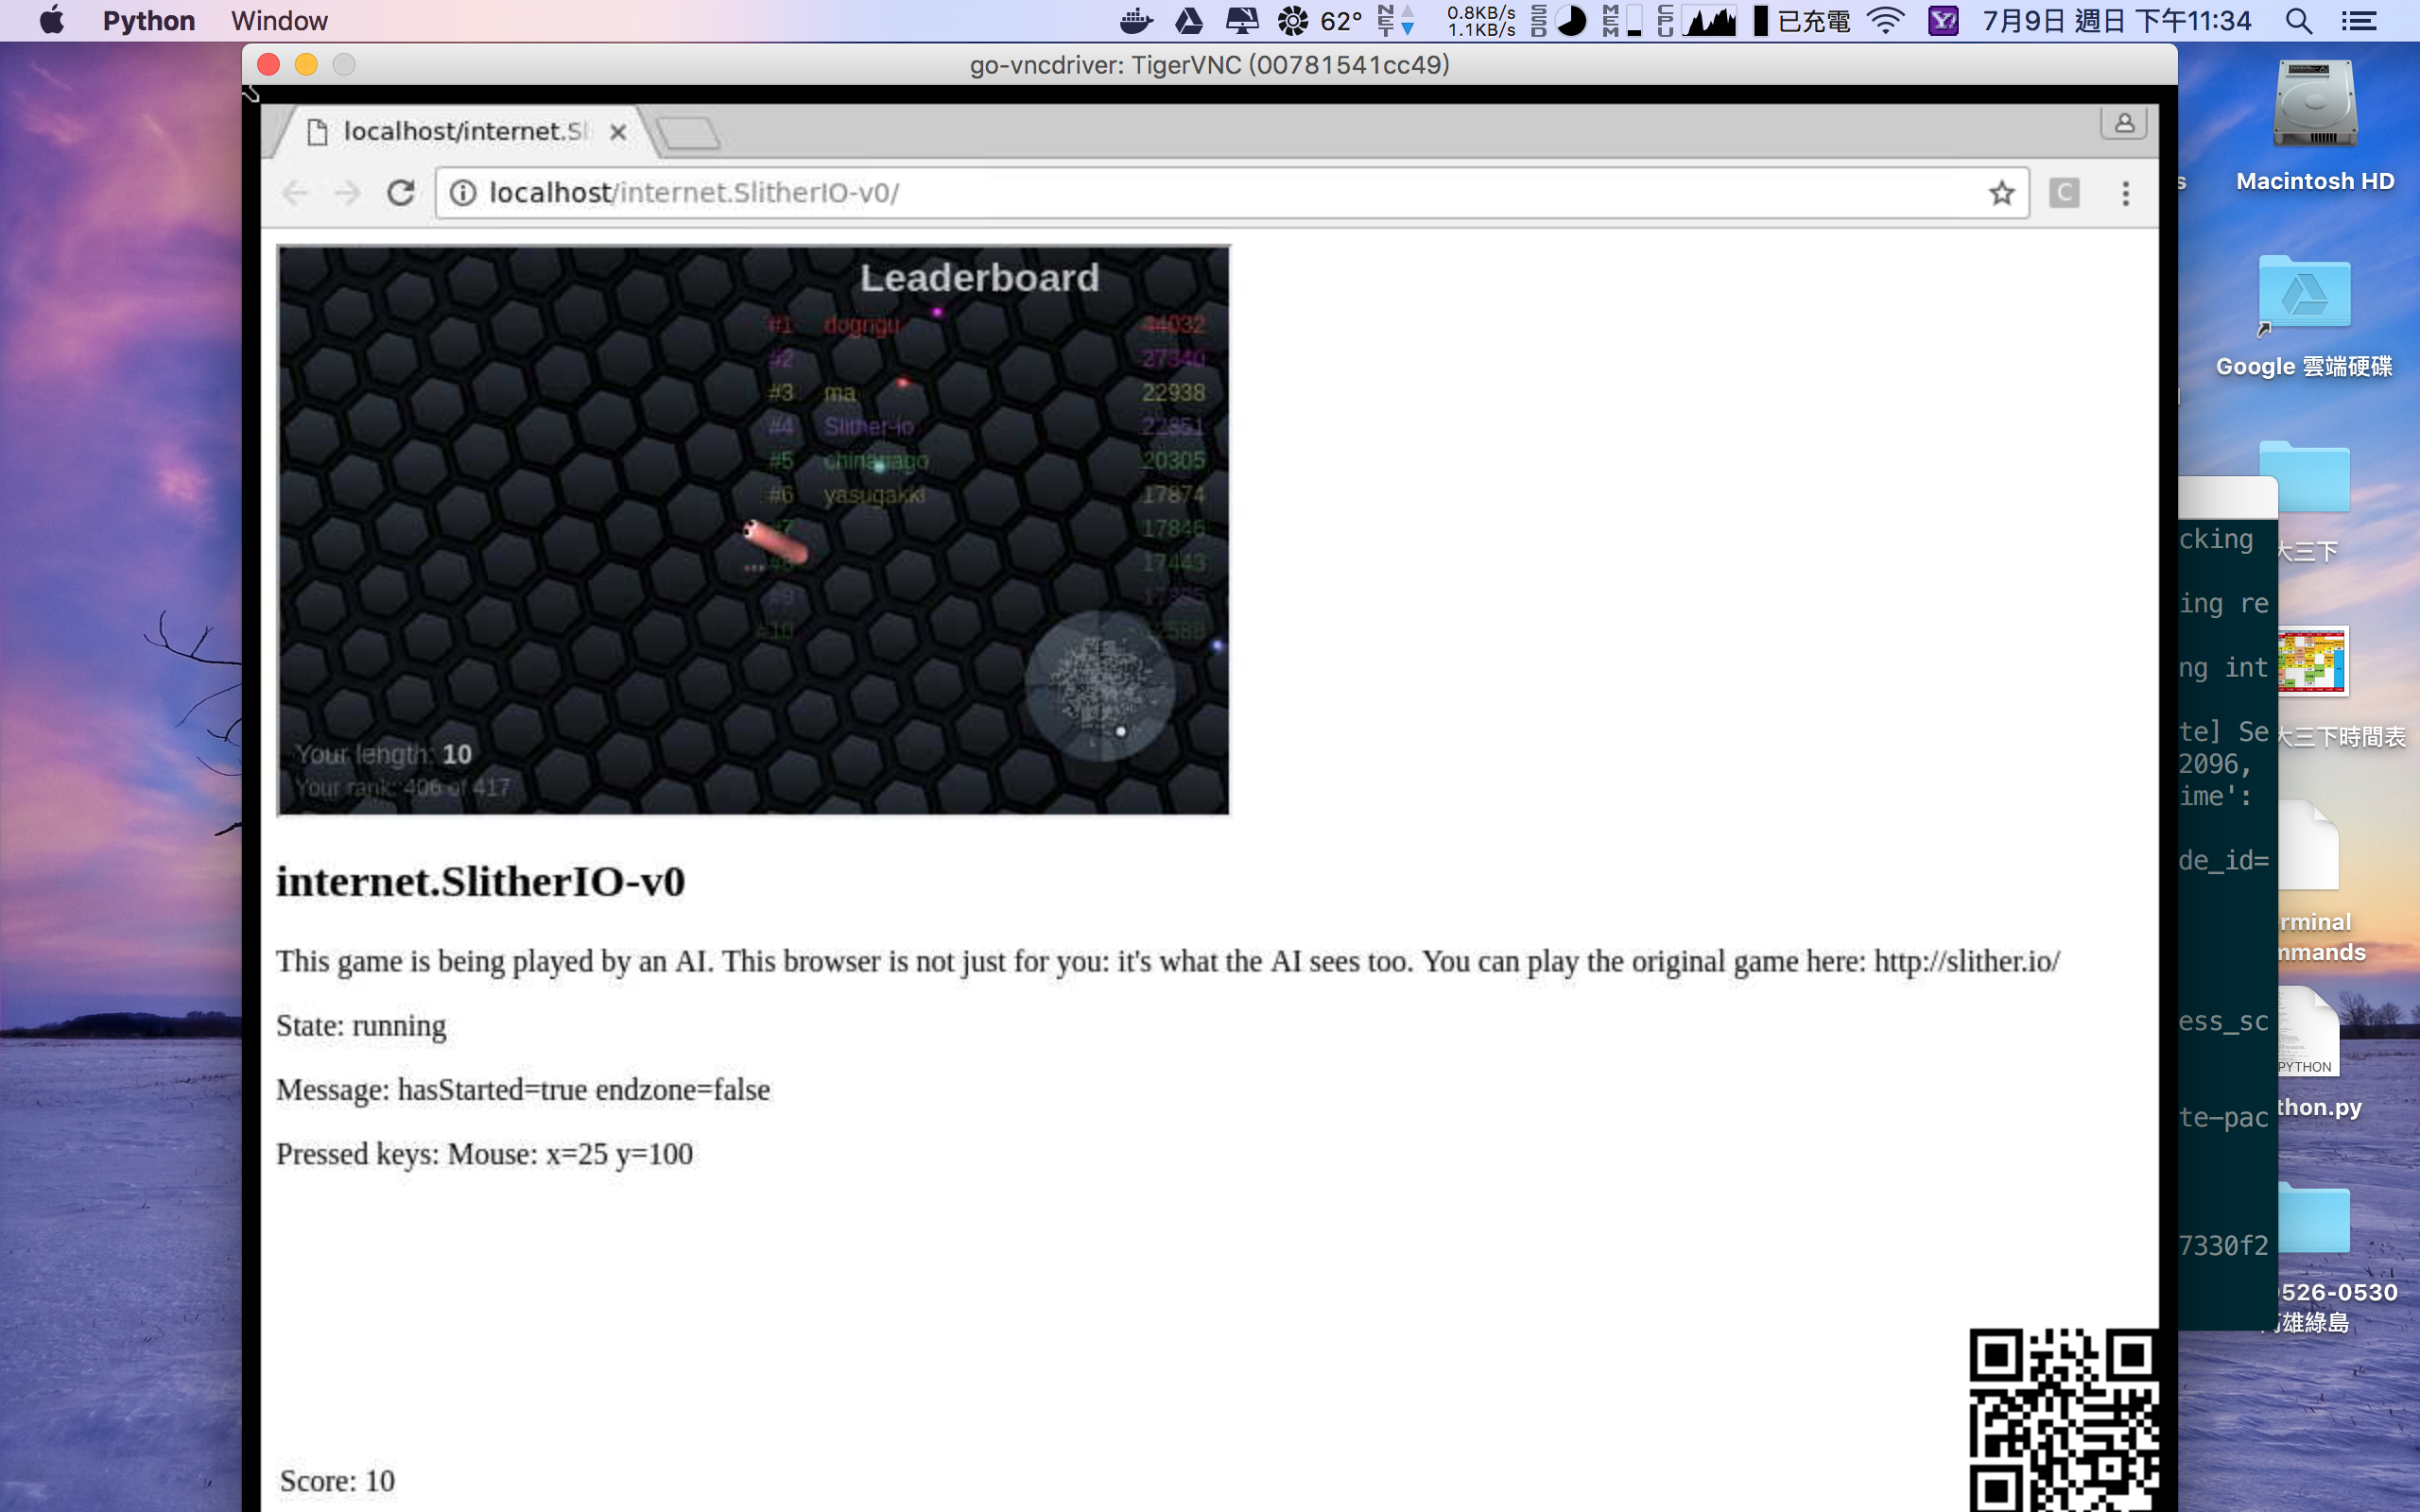 Python Window
62° NET 0.8KB/s 1.1KB/s SSD MEM CPU 已充電 Y! 7月9日 週日 下午11:34
go-vncdriver: TigerVNC (00781541cc49)
localhost/internet.Sl
localhost/internet.SlitherIO-v0/
C
Leaderboard
#1 dogngu 44032
#2 27340
#3 ma 22938
#4 Slither-io 22851
#5 20305
#6 yasugakki 17874
#7 17846
#8 17443
#9
#10
Your length: 10
Your rank: 406 of 417
internet.SlitherIO-v0
This game is being played by an AI. This browser is not just for you: it's what the AI sees too. You can play the original game here: http://slither.io/
State: running
Message: hasStarted=true endzone=false
Pressed keys: Mouse: x=25 y=100
Score: 10
cking
ing re
ng int
te] Se
2096,
ime':
de_id=
ess_sc
te-pac
7330f2
Macintosh HD
Google 雲端硬碟
大三下
大三下時間表
rminal
mmands
PYTHON
thon.py
526-0530
雄綠島